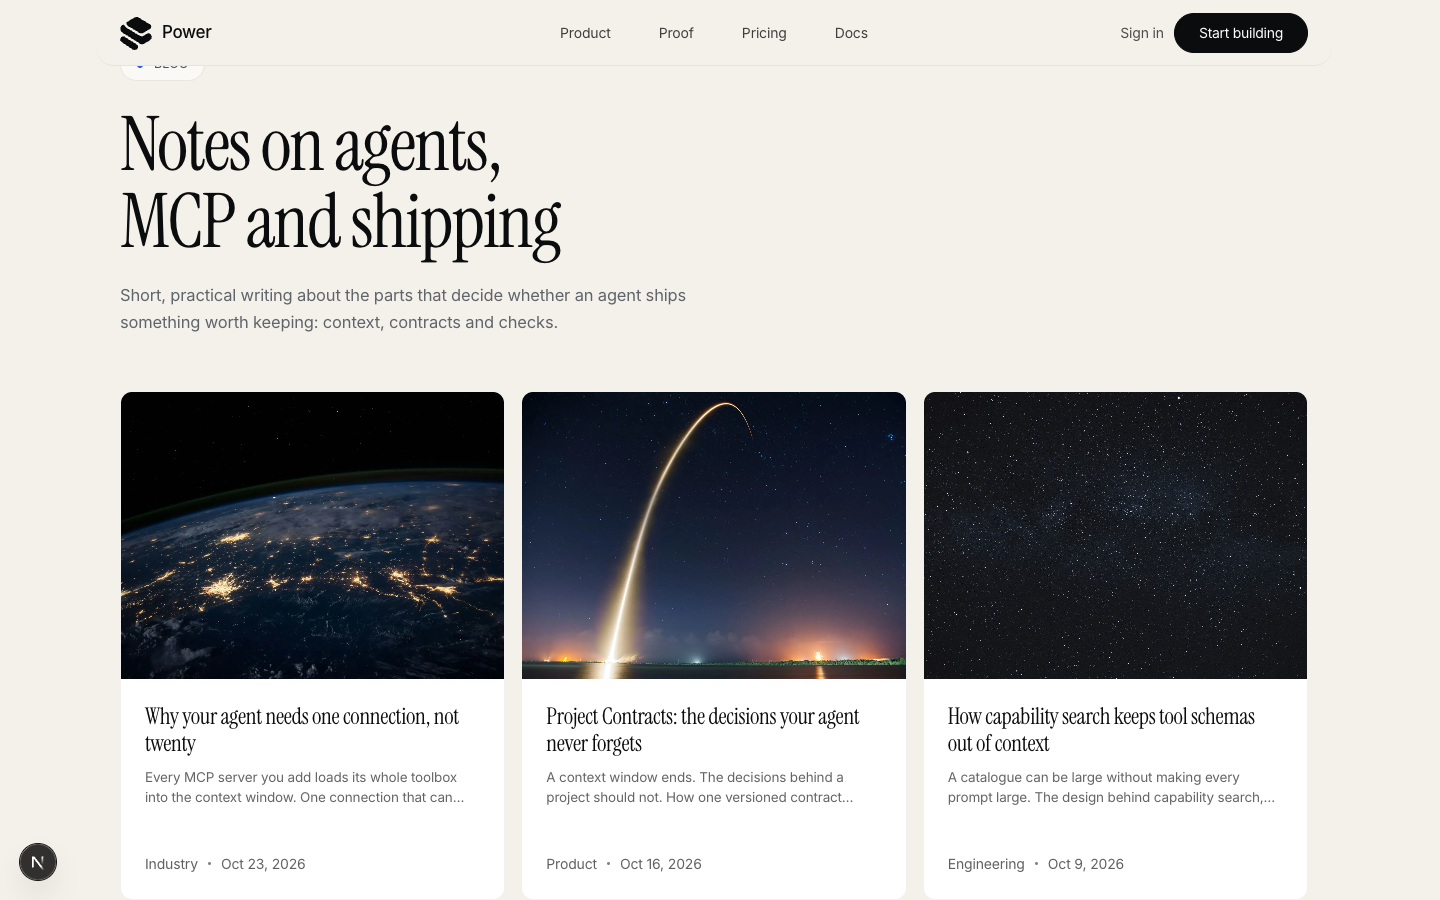 Power
Product
Proof
Pricing
Docs
Sign in
Start building
Notes on agents,
MCP and shipping
Short, practical writing about the parts that decide whether an agent ships
something worth keeping: context, contracts and checks.
Why your agent needs one connection, not
twenty
Every MCP server you add loads its whole toolbox
into the context window. One connection that can...
Industry • Oct 23, 2026
Project Contracts: the decisions your agent
never forgets
A context window ends. The decisions behind a
project should not. How one versioned contract...
Product • Oct 16, 2026
How capability search keeps tool schemas
out of context
A catalogue can be large without making every
prompt large. The design behind capability search,...
Engineering • Oct 9, 2026
N